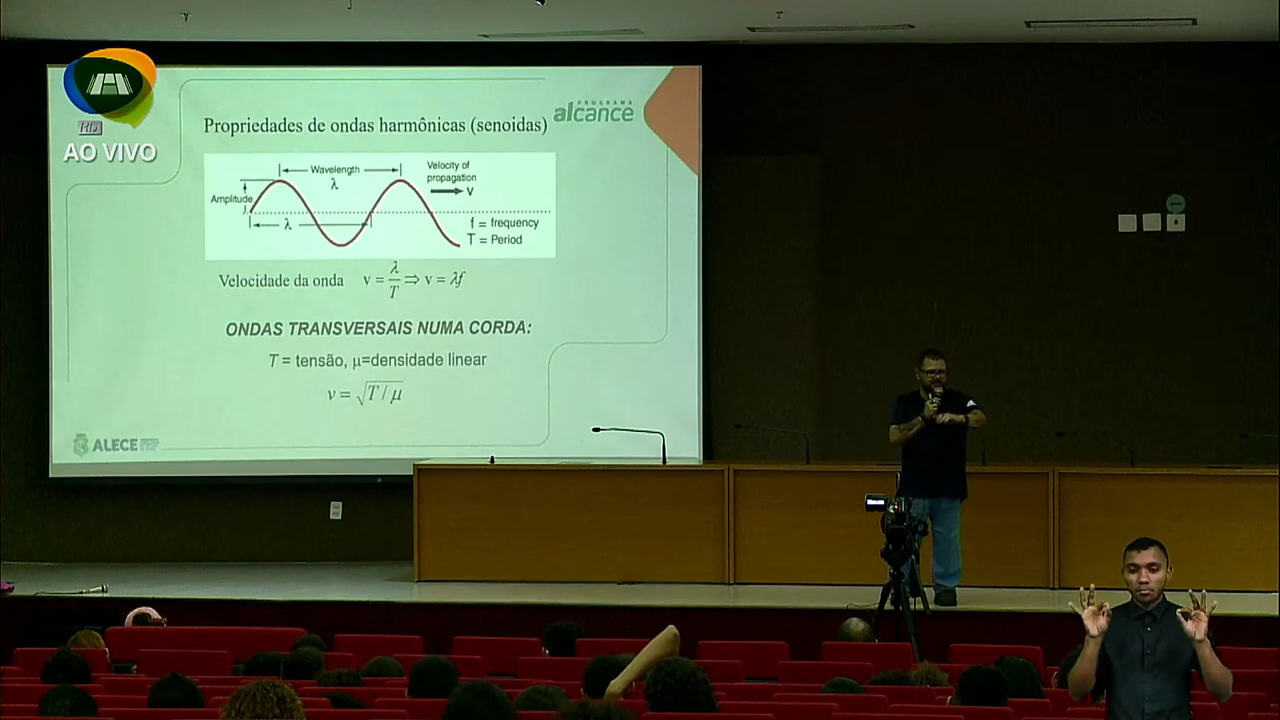 HD
AO VIVO
PROGRAMA
alcance
Propriedades de ondas harmônicas (senoidas)
Wavelength
λ
Velocity of
propagation
V
Amplitude
λ
f = frequency
T = Period
Velocidade da onda v = λ/T ⇒ v = λf
ONDAS TRANSVERSAIS NUMA CORDA:
T = tensão, μ=densidade linear
v = √T / μ
ALECE